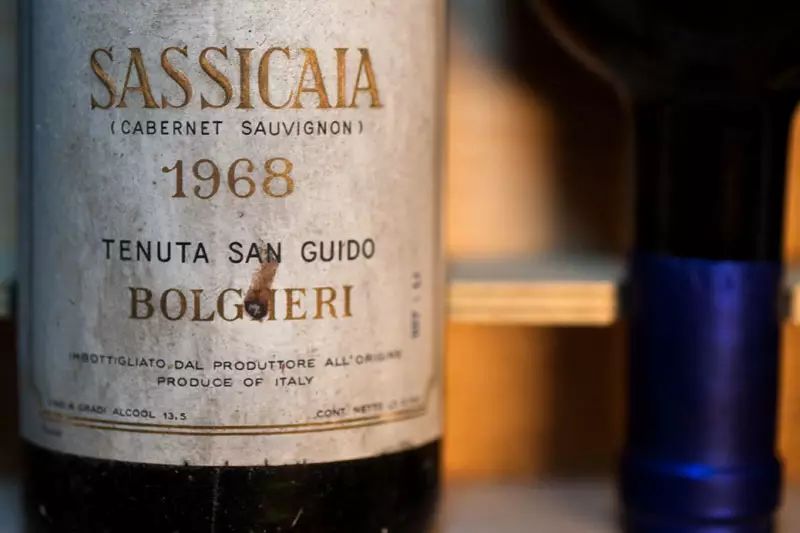 SASSICAIA
(CABERNET SAUVIGNON)
1968
TENUTA SAN GUIDO
BOLGHERI
IMBOTTIGLIATO DAL PRODUTTORE ALL'ORIGINE
PRODUCE OF ITALY
GRADI ALCOOL 13,5 CONT. NETTO